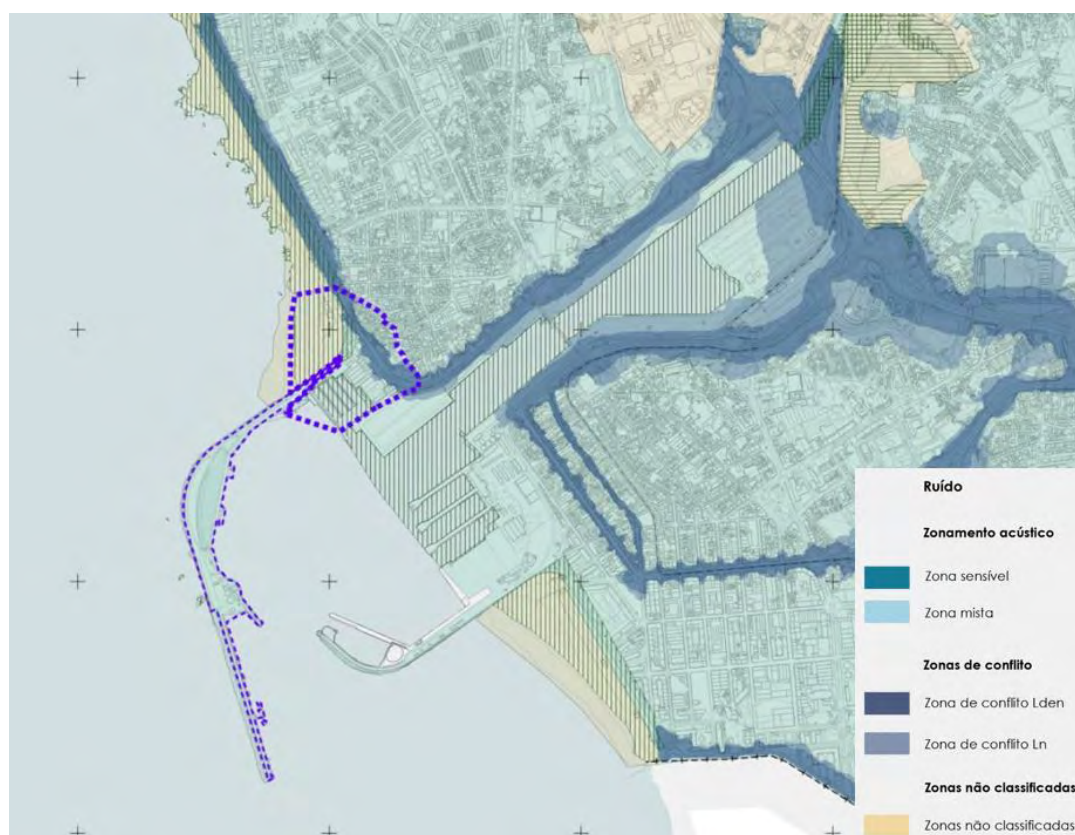 Ruído
Zonamento acústico
Zona sensível
Zona mista
Zonas de conflito
Zona de conflito Lden
Zona de conflito Ln
Zonas não classificadas
Zonas não classificadas